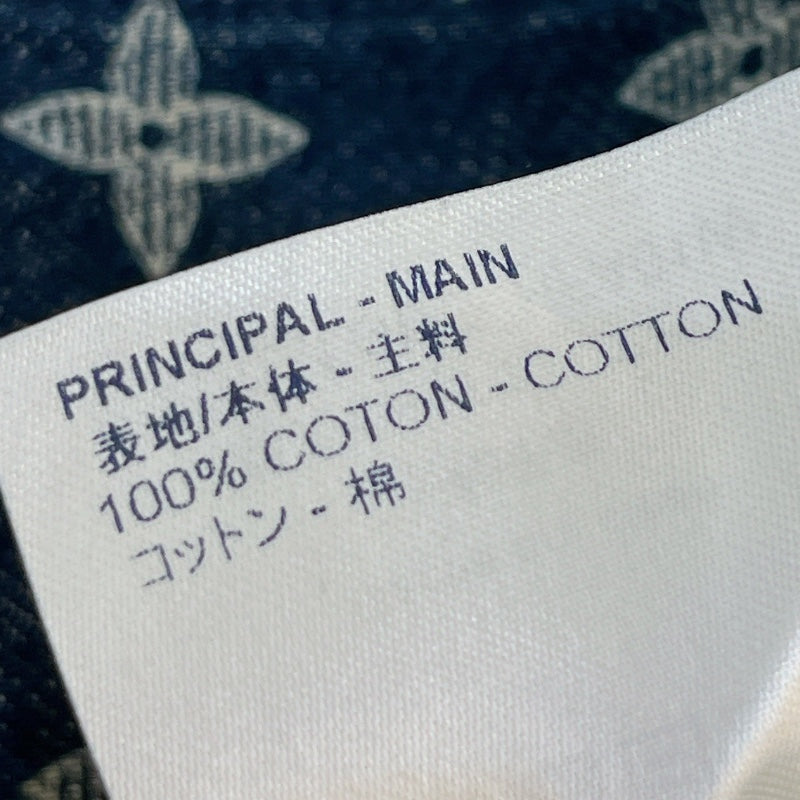 PRINCIPAL - MAIN
表地/本体 - 主料
100% COTON - COTTON
コットン - 棉